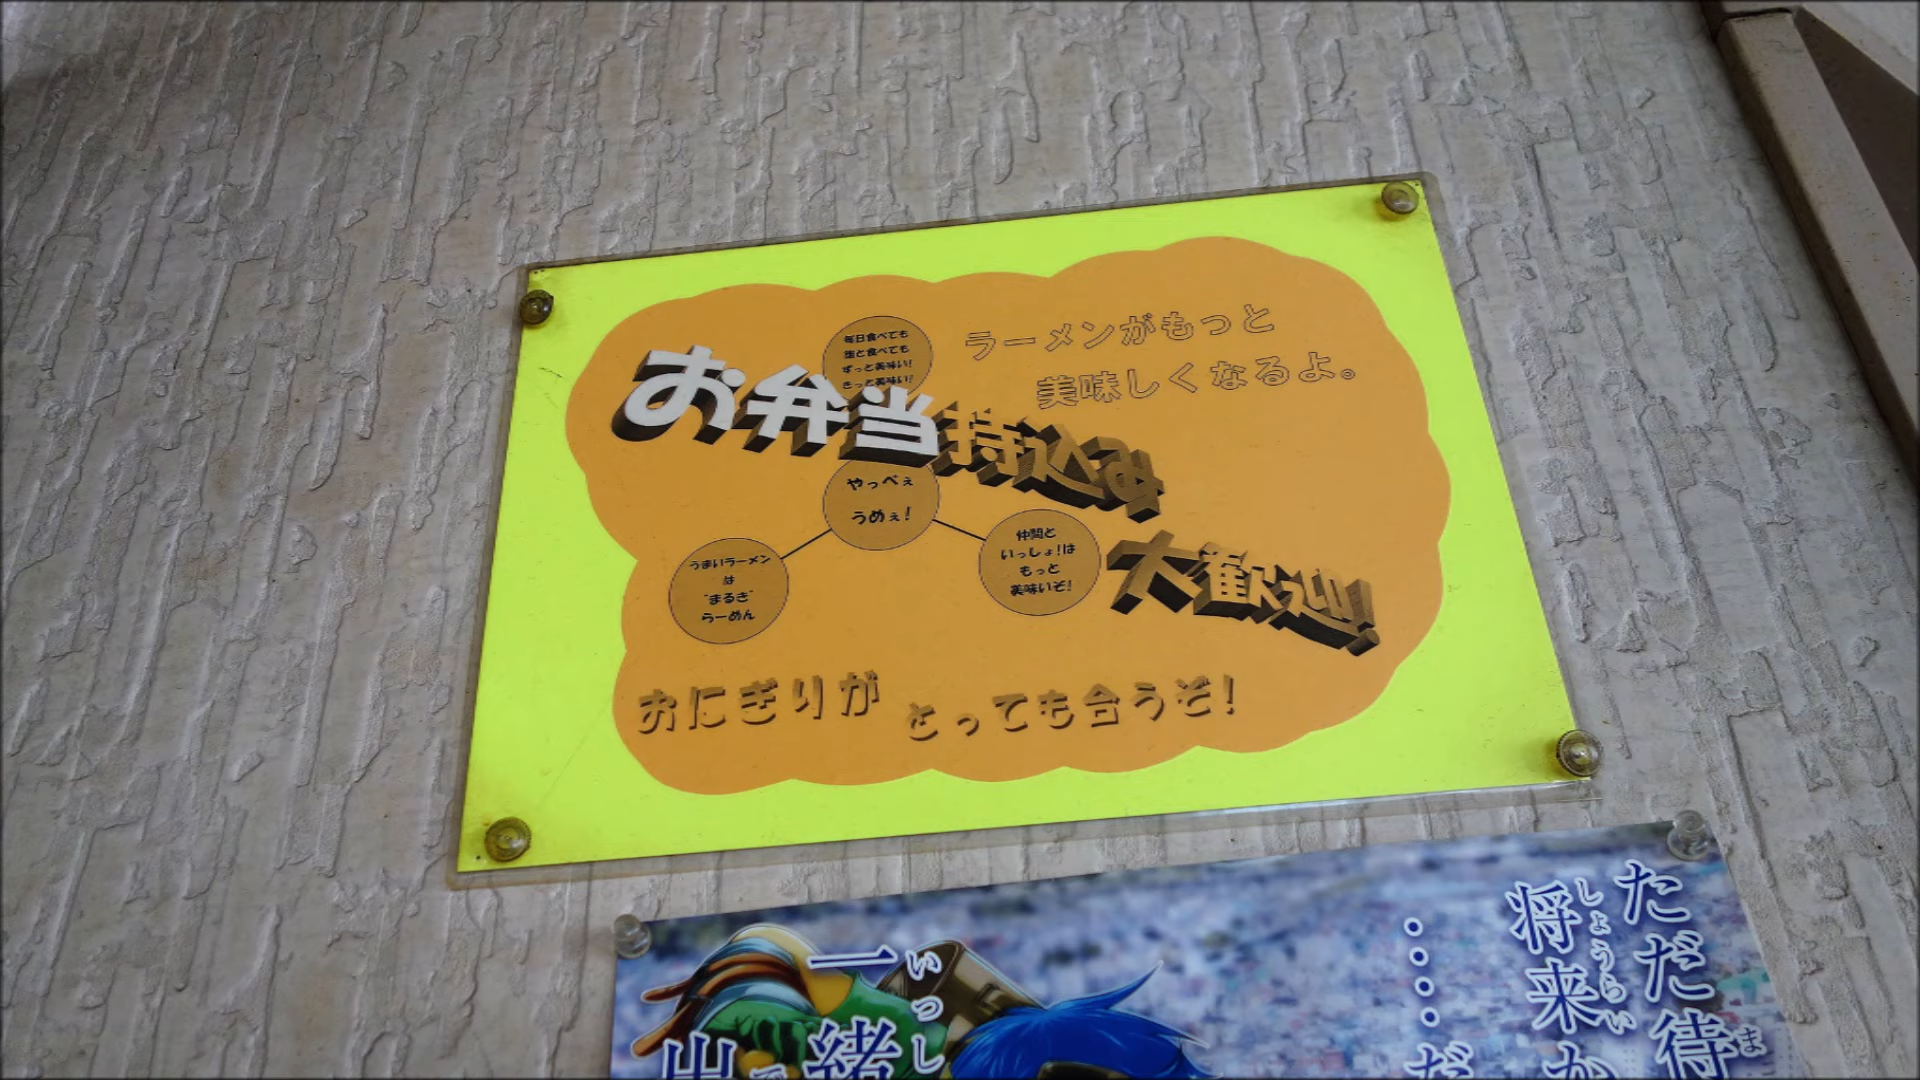 毎日食べても
誰と食べても
ずっと美味い!
きっと美味い!
ラーメンがもっと
美味しくなるよ。
お弁当持込み
大歓迎!
やっべぇ
うめぇ!
うまいラーメン
は
"まるき"
らーめん
仲間と
いっしょ!は
もっと
美味いぞ!
おにぎりが
とっても合うぞ!
ただ待
ま
将来か
しょうらい
……だ
一緒
いっし
出